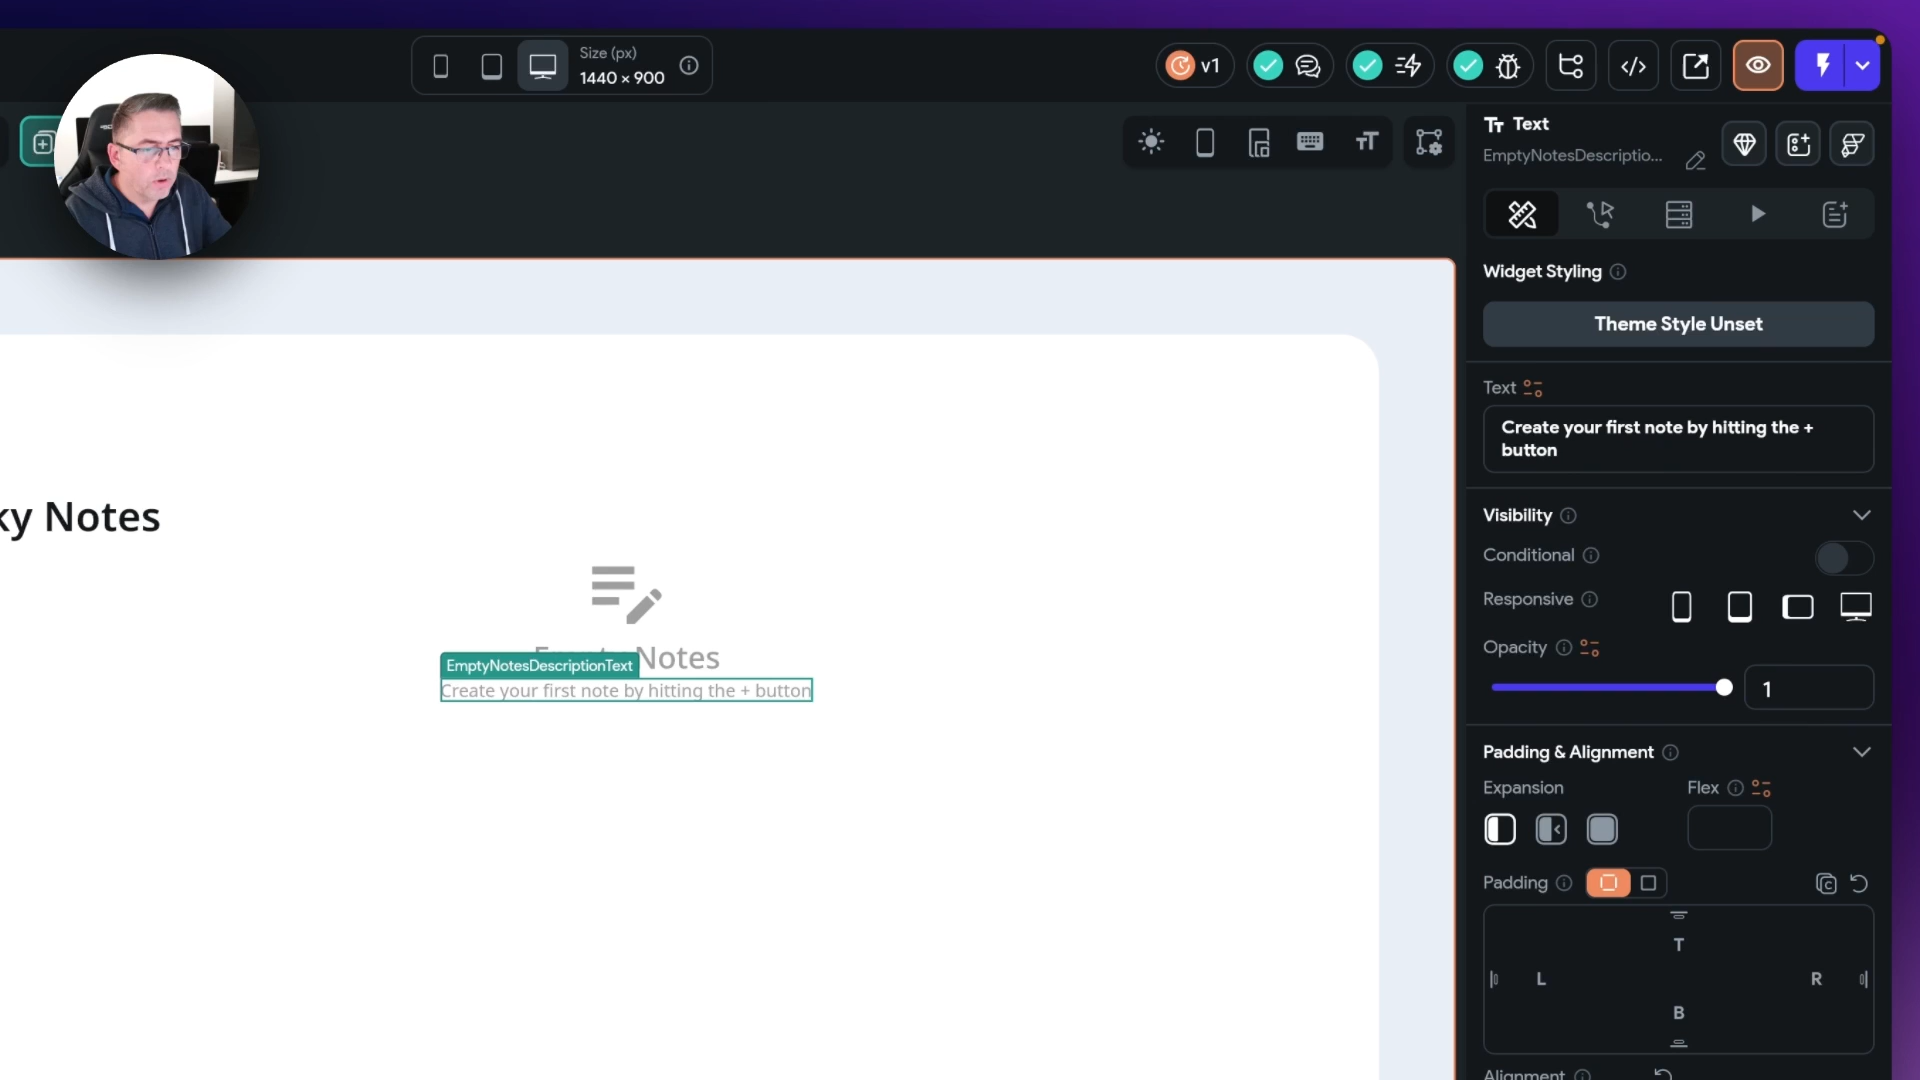 Size (px)
1440 × 900
v1
Text
EmptyNotesDescriptio...
Widget Styling
Theme Style Unset
Text
Create your first note by hitting the +
button
Visibility
Conditional
Responsive
Opacity
1
Padding & Alignment
Expansion
Flex
Padding
T
L
R
B
Alignment
ky Notes
Notes
EmptyNotesDescriptionText
Create your first note by hitting the + button